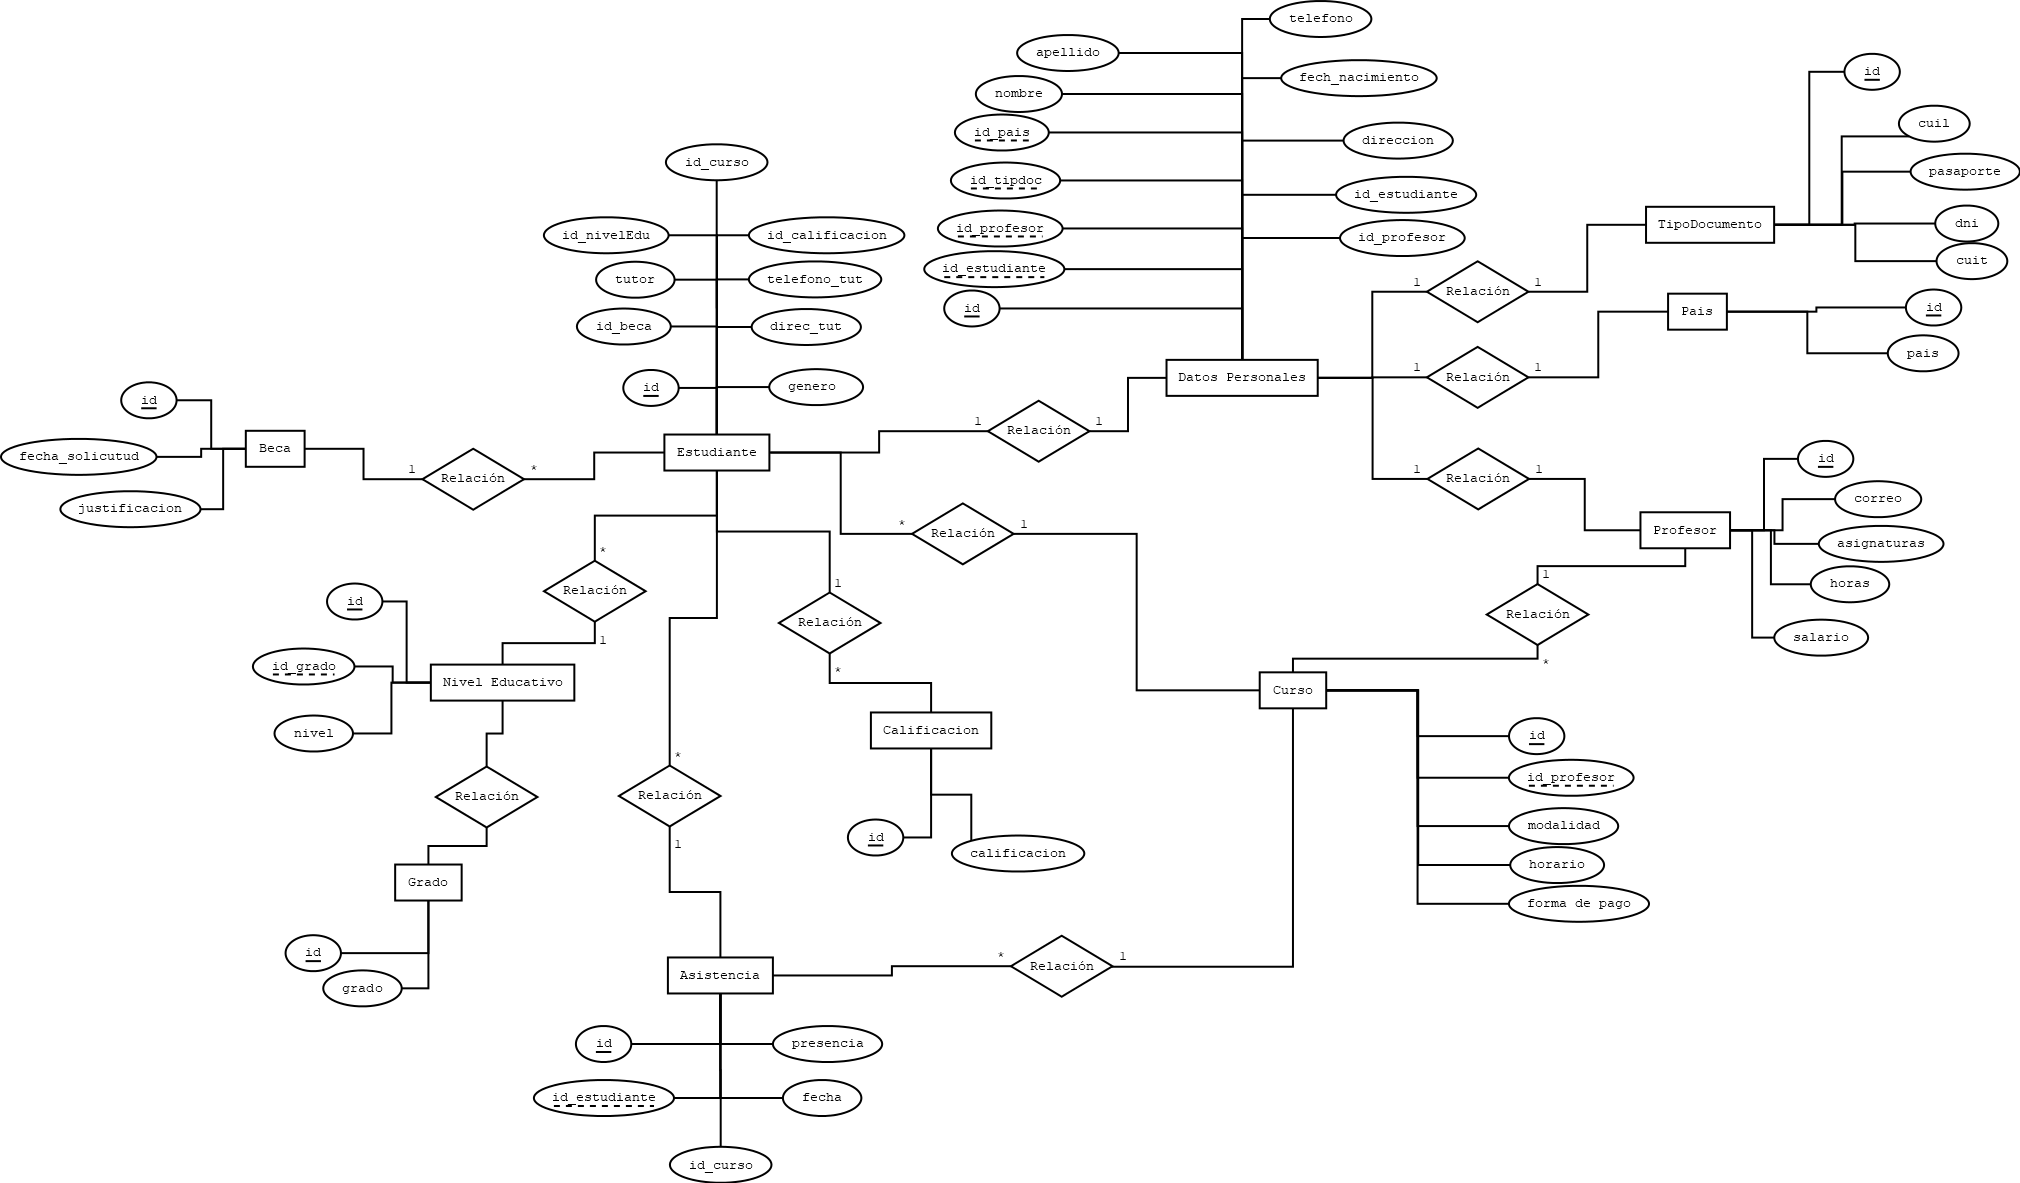 telefono
apellido
fech_nacimiento
nombre
id_pais
direccion
id_tipdoc
id_estudiante
id_profesor
id_profesor
id_estudiante
id
Datos Personales
id
cuil
pasaporte
dni
cuit
TipoDocumento
1
Relación
1
Pais
id
pais
1
Relación
1
id_curso
id_nivelEdu
id_calificacion
tutor
telefono_tut
id_beca
direc_tut
id
genero
Estudiante
1
Relación
1
id
fecha_solicutud
justificacion
Beca
1
Relación
*
1
Relación
1
Profesor
id
correo
asignaturas
horas
salario
*
Relación
1
1
Relación
*
*
Relación
1
1
Relación
*
id
id_grado
nivel
Nivel Educativo
Calificacion
id
calificacion
Curso
id
id_profesor
modalidad
horario
forma de pago
Relación
*
Relación
1
Grado
id
grado
Asistencia
*
Relación
1
id
presencia
id_estudiante
fecha
id_curso